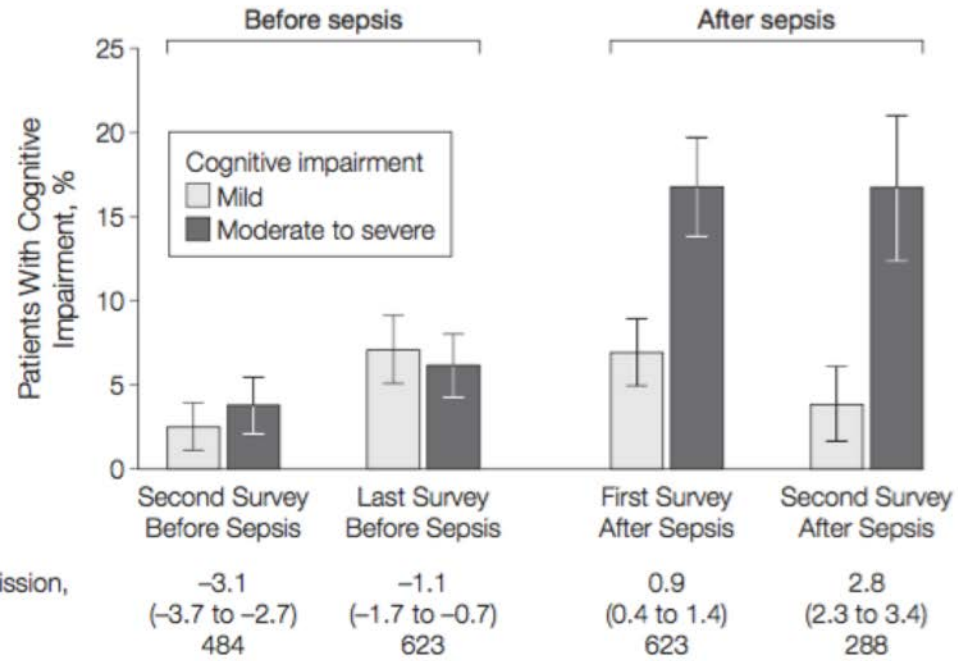 Before sepsis
After sepsis
25
20
15
10
5
0
Patients With Cognitive
Impairment, %
Cognitive impairment
Mild
Moderate to severe
Second Survey
Before Sepsis
Last Survey
Before Sepsis
First Survey
After Sepsis
Second Survey
After Sepsis
ission,
–3.1
–1.1
0.9
2.8
(–3.7 to –2.7)
(–1.7 to –0.7)
(0.4 to 1.4)
(2.3 to 3.4)
484
623
623
288